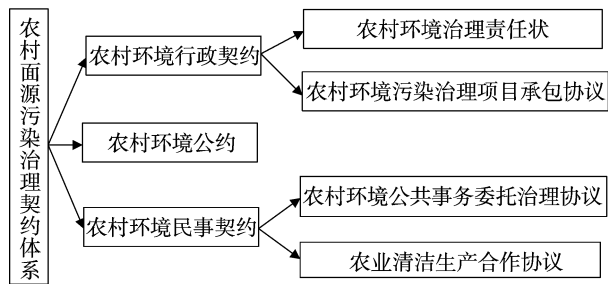 农村面源污染治理契约体系
农村环境行政契约
农村环境治理责任状
农村环境污染治理项目承包协议
农村环境公约
农村环境民事契约
农村环境公共事务委托治理协议
农业清洁生产合作协议